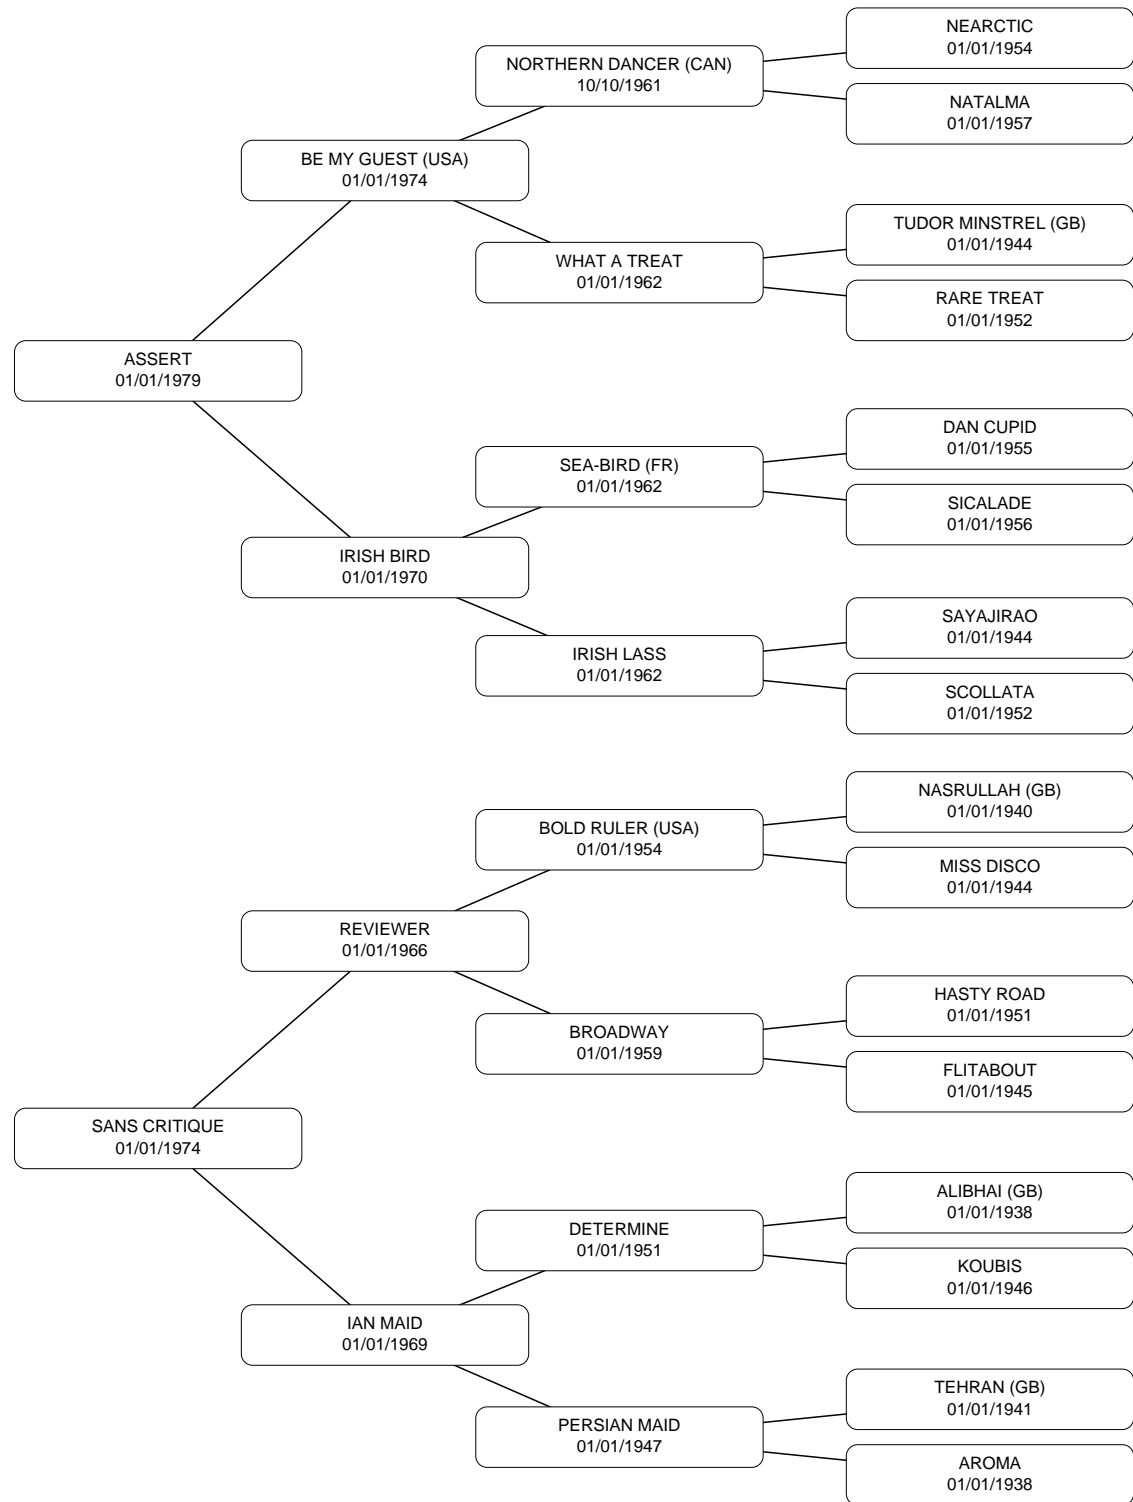 NEARCTIC
01/01/1954
NORTHERN DANCER (CAN)
10/10/1961
NATALMA
01/01/1957
BE MY GUEST (USA)
01/01/1974
TUDOR MINSTREL (GB)
01/01/1944
WHAT A TREAT
01/01/1962
RARE TREAT
01/01/1952
ASSERT
01/01/1979
DAN CUPID
01/01/1955
SEA-BIRD (FR)
01/01/1962
SICALADE
01/01/1956
IRISH BIRD
01/01/1970
SAYAJIRAO
01/01/1944
IRISH LASS
01/01/1962
SCOLLATA
01/01/1952
NASRULLAH (GB)
01/01/1940
BOLD RULER (USA)
01/01/1954
MISS DISCO
01/01/1944
REVIEWER
01/01/1966
HASTY ROAD
01/01/1951
BROADWAY
01/01/1959
FLITABOUT
01/01/1945
SANS CRITIQUE
01/01/1974
ALIBHAI (GB)
01/01/1938
DETERMINE
01/01/1951
KOUBIS
01/01/1946
IAN MAID
01/01/1969
TEHRAN (GB)
01/01/1941
PERSIAN MAID
01/01/1947
AROMA
01/01/1938